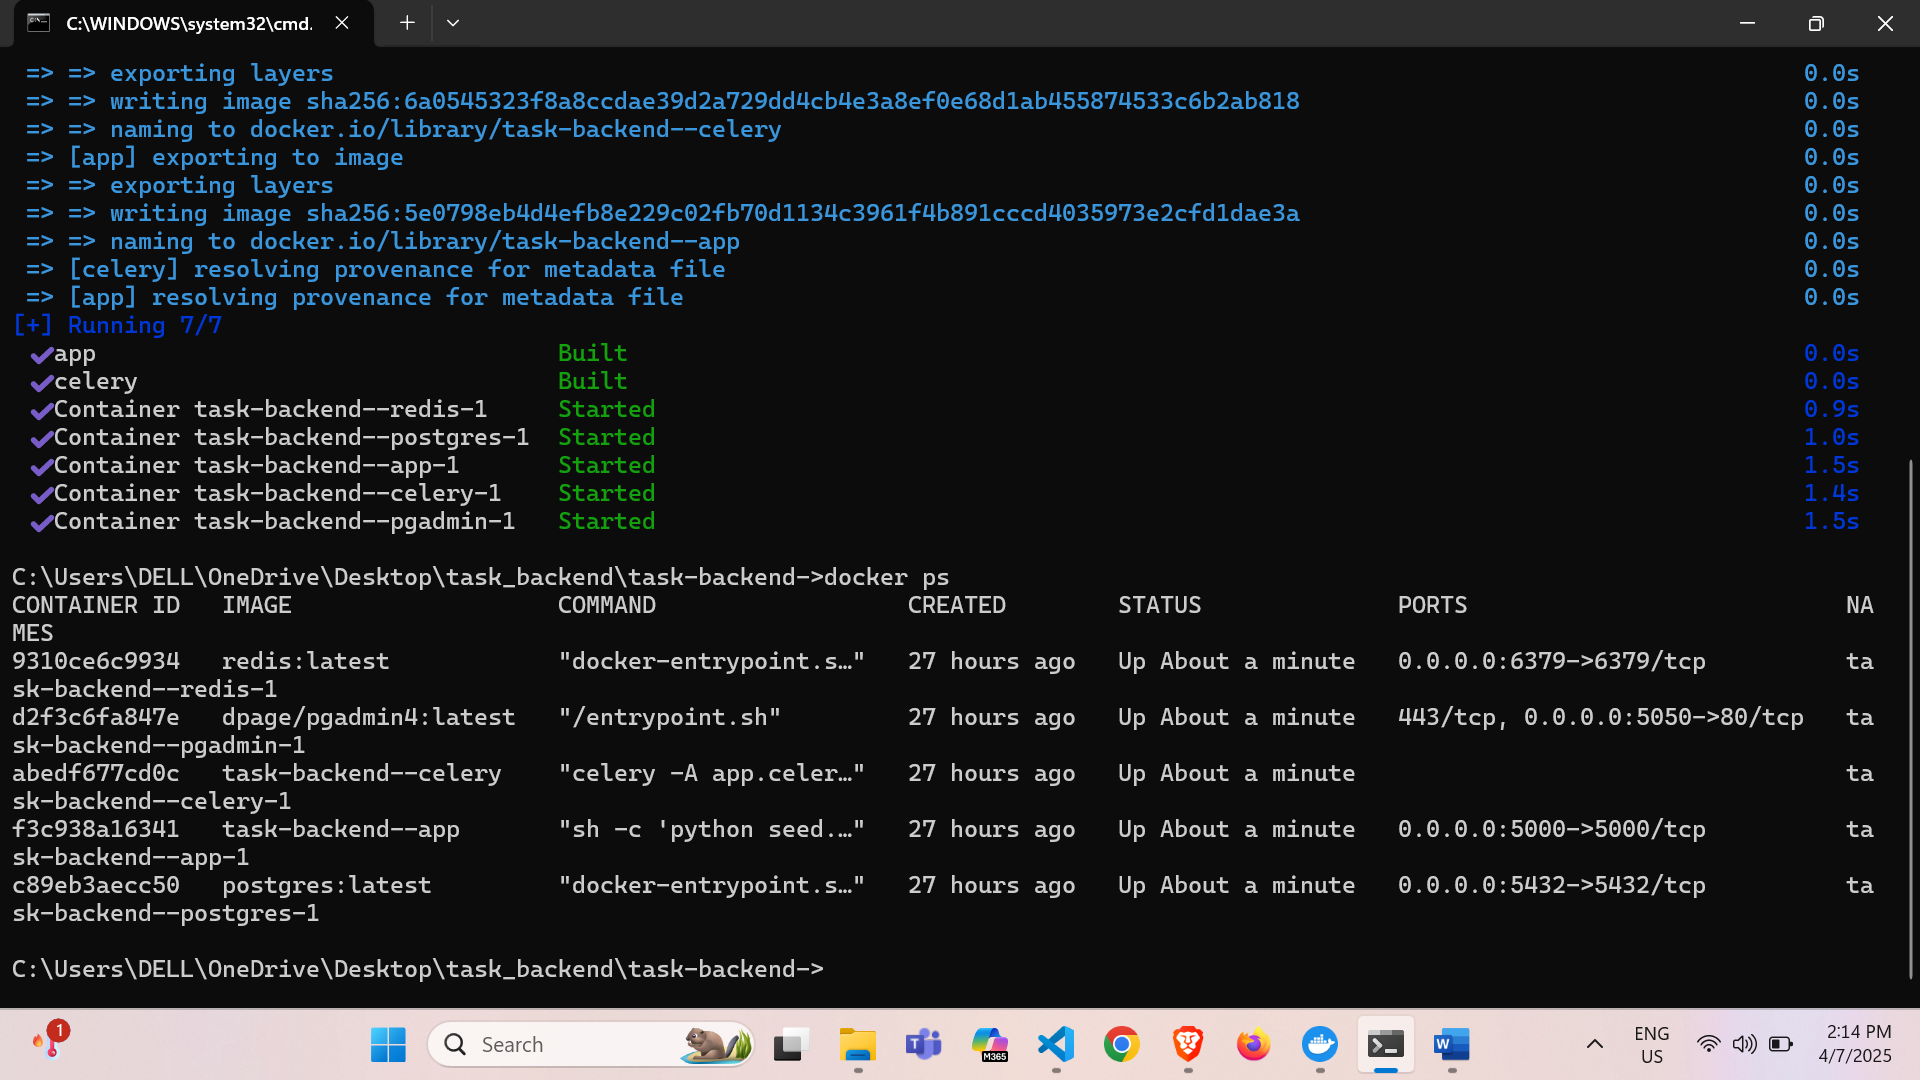 C:\WINDOWS\system32\cmd.
=> => exporting layers 0.0s
=> => writing image sha256:6a0545323f8a8ccdae39d2a729dd4cb4e3a8ef0e68d1ab455874533c6b2ab818 0.0s
=> => naming to docker.io/library/task-backend--celery 0.0s
=> [app] exporting to image 0.0s
=> => exporting layers 0.0s
=> => writing image sha256:5e0798eb4d4efb8e229c02fb70d1134c3961f4b891cccd4035973e2cfd1dae3a 0.0s
=> => naming to docker.io/library/task-backend--app 0.0s
=> [celery] resolving provenance for metadata file 0.0s
=> [app] resolving provenance for metadata file 0.0s
[+] Running 7/7
✔app Built 0.0s
✔celery Built 0.0s
✔Container task-backend--redis-1 Started 0.9s
✔Container task-backend--postgres-1 Started 1.0s
✔Container task-backend--app-1 Started 1.5s
✔Container task-backend--celery-1 Started 1.4s
✔Container task-backend--pgadmin-1 Started 1.5s
C:\Users\DELL\OneDrive\Desktop\task_backend\task-backend->docker ps
CONTAINER ID IMAGE COMMAND CREATED STATUS PORTS NA
MES
9310ce6c9934 redis:latest "docker-entrypoint.s…" 27 hours ago Up About a minute 0.0.0.0:6379->6379/tcp ta
sk-backend--redis-1
d2f3c6fa847e dpage/pgadmin4:latest "/entrypoint.sh" 27 hours ago Up About a minute 443/tcp, 0.0.0.0:5050->80/tcp ta
sk-backend--pgadmin-1
abedf677cd0c task-backend--celery "celery -A app.celer…" 27 hours ago Up About a minute ta
sk-backend--celery-1
f3c938a16341 task-backend--app "sh -c 'python seed.…" 27 hours ago Up About a minute 0.0.0.0:5000->5000/tcp ta
sk-backend--app-1
c89eb3aecc50 postgres:latest "docker-entrypoint.s…" 27 hours ago Up About a minute 0.0.0.0:5432->5432/tcp ta
sk-backend--postgres-1
C:\Users\DELL\OneDrive\Desktop\task_backend\task-backend->
1
Search
T
M365
W
ENG
US
2:14 PM
4/7/2025